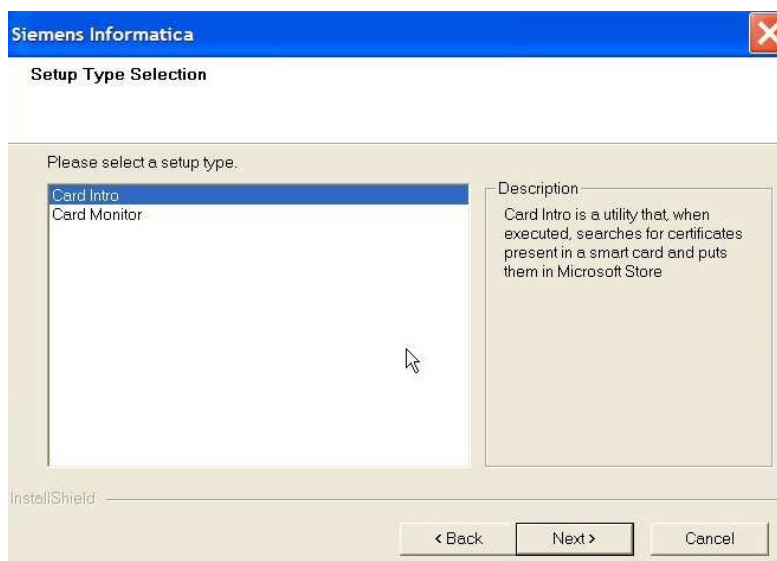 Siemens Informatica
Setup Type Selection
Please select a setup type.
Card Intro
Card Monitor
Description
Card Intro is a utility that, when
executed, searches for certificates
present in a smart card and puts
them in Microsoft Store
InstallShield
< Back
Next >
Cancel